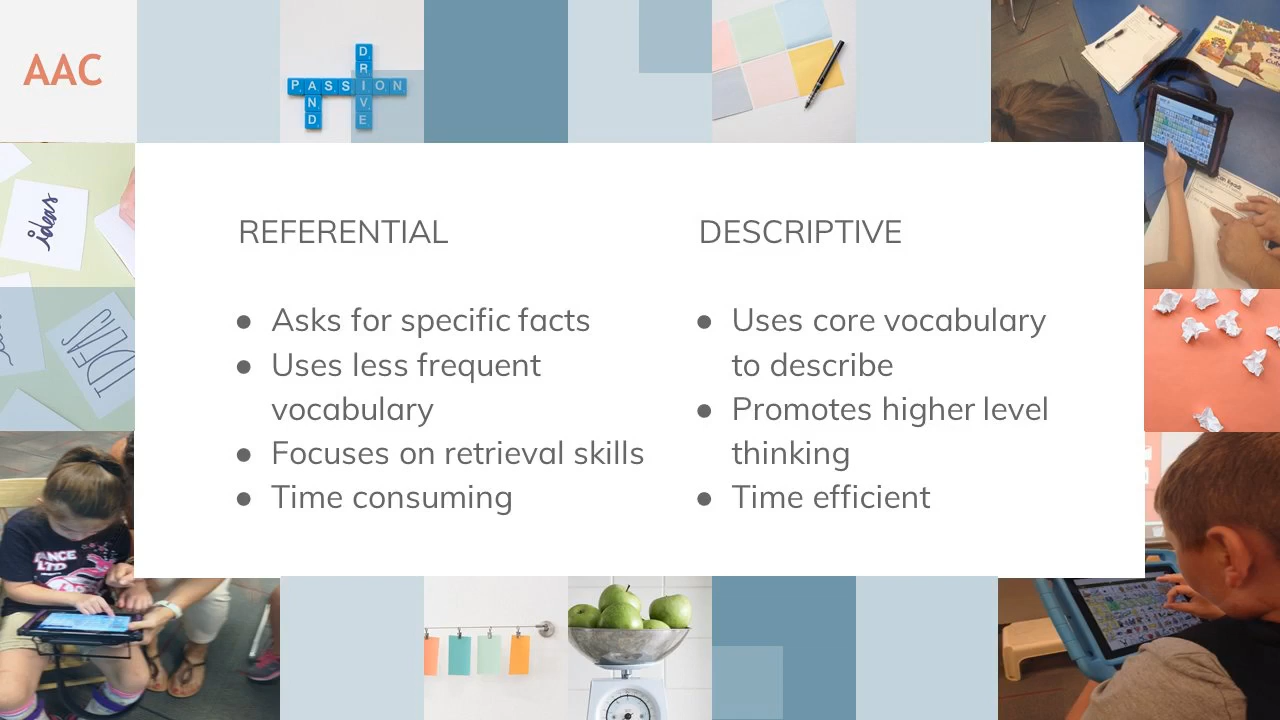 AAC
DRIVE
PASSION
AND
ideas
IDEAS
REFERENTIAL
● Asks for specific facts
● Uses less frequent
vocabulary
● Focuses on retrieval skills
● Time consuming
DESCRIPTIVE
● Uses core vocabulary
to describe
● Promotes higher level
thinking
● Time efficient